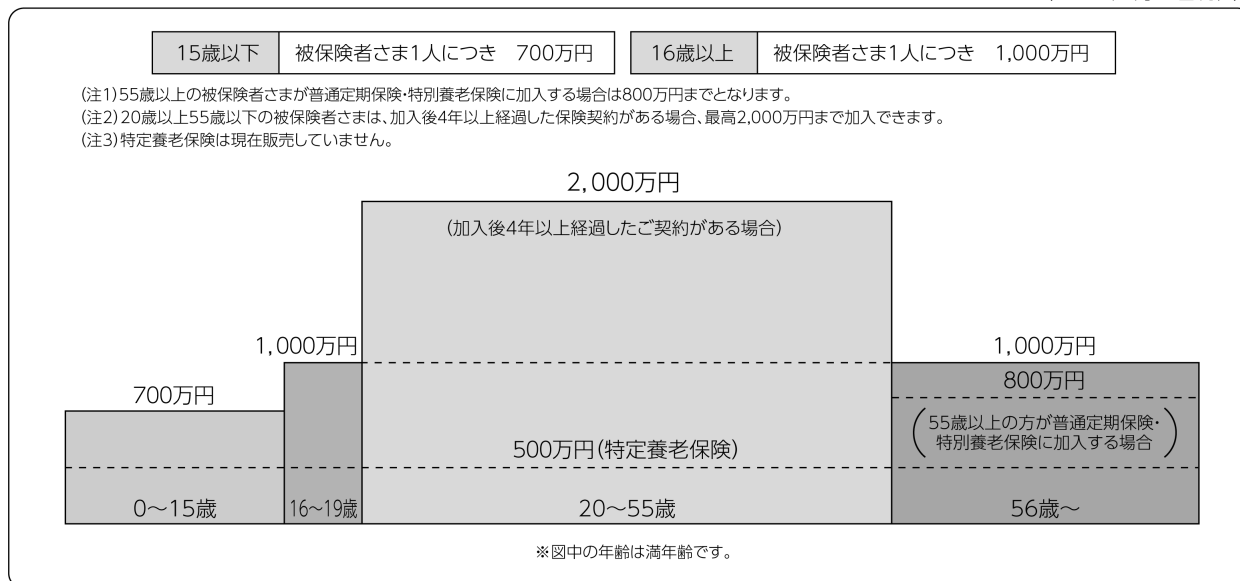 15歳以下 被保険者さま1人につき 700万円 16歳以上 被保険者さま1人につき 1,000万円
(注1)55歳以上の被保険者さまが普通定期保険・特別養老保険に加入する場合は800万円までとなります。
(注2)20歳以上55歳以下の被保険者さまは、加入後4年以上経過した保険契約がある場合、最高2,000万円まで加入できます。
(注3)特定養老保険は現在販売していません。
2,000万円
(加入後4年以上経過したご契約がある場合)
1,000万円
1,000万円
700万円
800万円
(55歳以上の方が普通定期保険・
特別養老保険に加入する場合)
500万円(特定養老保険)
0〜15歳 16〜19歳 20〜55歳 56歳〜
※図中の年齢は満年齢です。